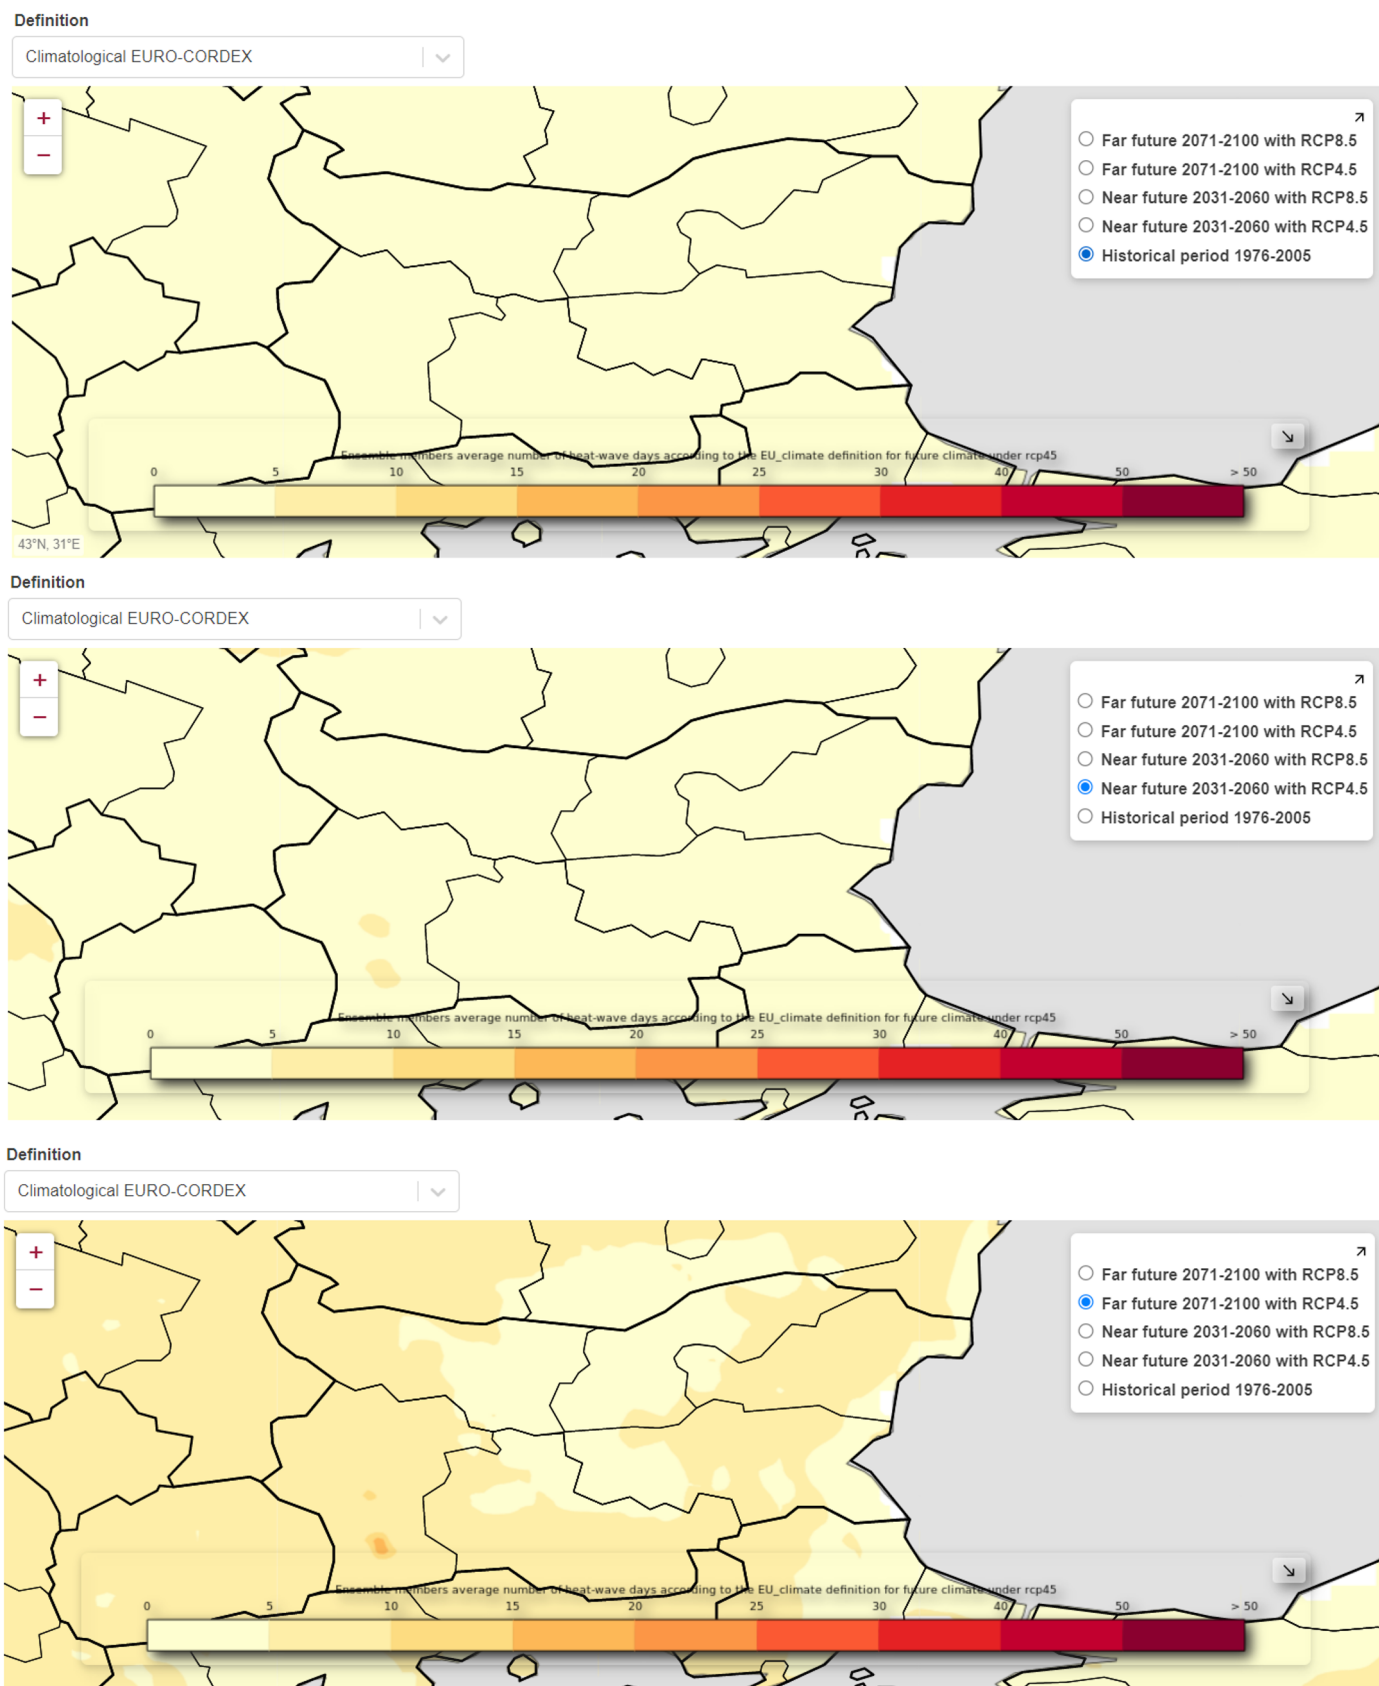 Definition
Climatológical EURO-CORDEX
+
−
Far future 2071-2100 with RCP8.5
Far future 2071-2100 with RCP4.5
Near future 2031-2060 with RCP8.5
Near future 2031-2060 with RCP4.5
Historical period 1976-2005
Ensemble members average number of heat-wave days according to the EU_climate definition for future climate under rcp45
0 5 10 15 20 25 30 40 50 > 50
43°N, 31°E
Definition
Climatológical EURO-CORDEX
+
−
Far future 2071-2100 with RCP8.5
Far future 2071-2100 with RCP4.5
Near future 2031-2060 with RCP8.5
Near future 2031-2060 with RCP4.5
Historical period 1976-2005
Ensemble members average number of heat-wave days according to the EU_climate definition for future climate under rcp45
0 5 10 15 20 25 30 40 50 > 50
Definition
Climatológical EURO-CORDEX
+
−
Far future 2071-2100 with RCP8.5
Far future 2071-2100 with RCP4.5
Near future 2031-2060 with RCP8.5
Near future 2031-2060 with RCP4.5
Historical period 1976-2005
Ensemble members average number of heat-wave days according to the EU_climate definition for future climate under rcp45
0 5 10 15 20 25 30 40 50 > 50